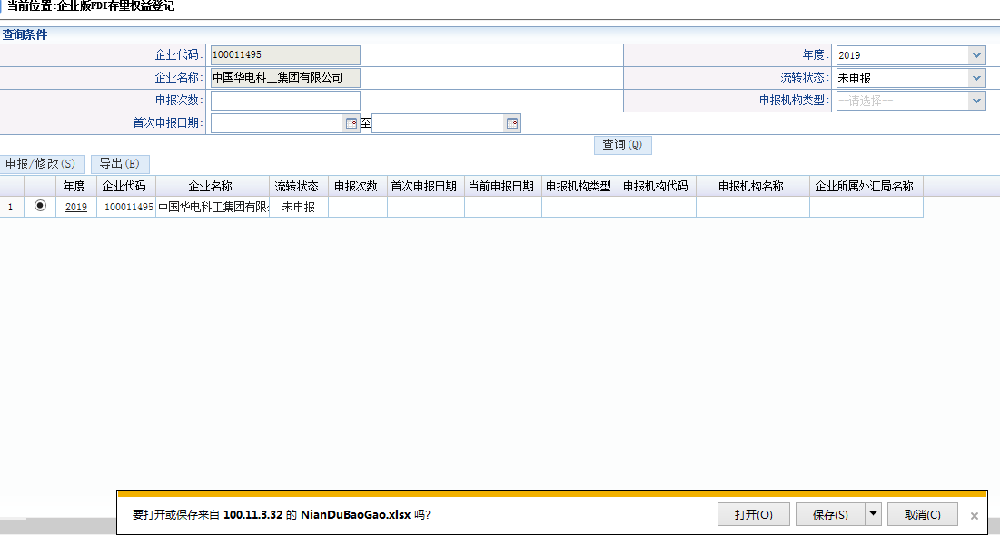 当前位置:企业版FDI存量权益登记
查询条件
企业代码: 100011495 年度: 2019
企业名称: 中国华电科工集团有限公司 流转状态: 未申报
申报次数: 申报机构类型: --请选择--
首次申报日期: 至
查询(Q)
申报/修改(S) 导出(E)
年度 企业代码 企业名称 流转状态 申报次数 首次申报日期 当前申报日期 申报机构类型 申报机构代码 申报机构名称 企业所属外汇局名称
1 2019 100011495 中国华电科工集团有限 未申报
要打开或保存来自 100.11.3.32 的 NianDuBaoGao.xlsx 吗?
打开(O) 保存(S) 取消(C)